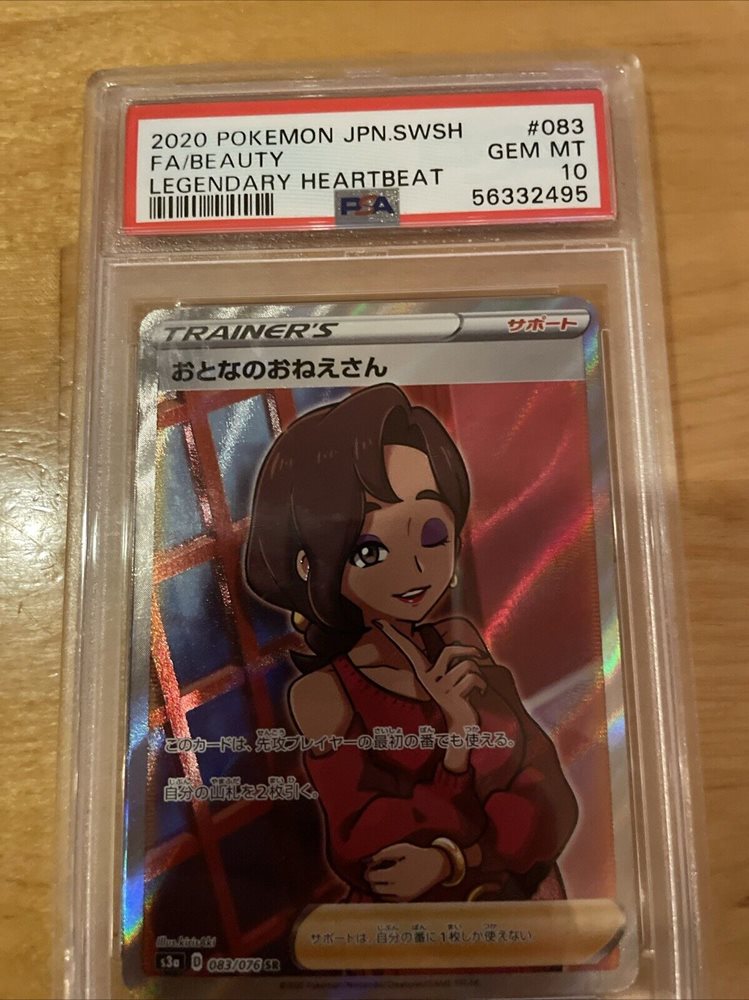 2020 POKEMON JPN.SWSH #083
FA/BEAUTY GEM MT
LEGENDARY HEARTBEAT 10
PSA 56332495
TRAINER'S サポート
おとなのおねえさん
このカードは、先攻プレイヤーの最初の番でも使える。
自分の山札を2枚引く。
サポートは、自分の番に1枚しか使えない
Illus.kirisAki
s3a D 083/076 SR